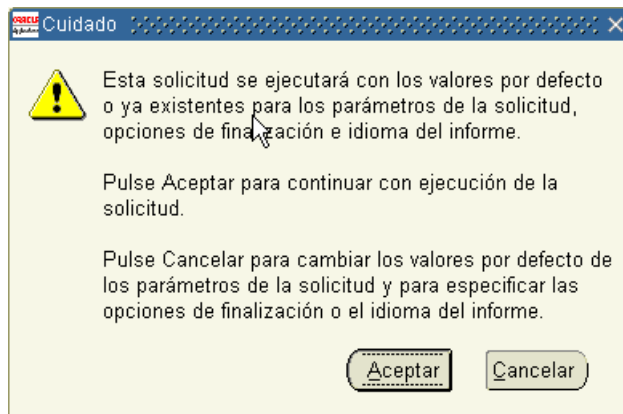 ORACLE
Applications
Cuidado
Esta solicitud se ejecutará con los valores por defecto
o ya existentes para los parámetros de la solicitud,
opciones de finalización e idioma del informe.
Pulse Aceptar para continuar con ejecución de la
solicitud.
Pulse Cancelar para cambiar los valores por defecto de
los parámetros de la solicitud y para especificar las
opciones de finalización o el idioma del informe.
Aceptar
Cancelar